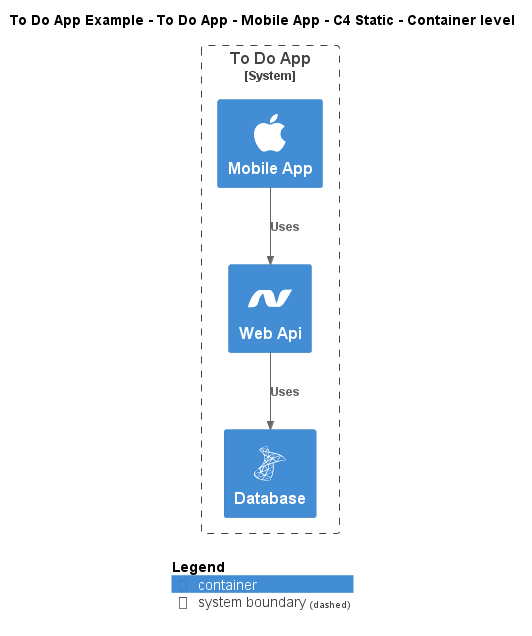 To Do App Example - To Do App - Mobile App - C4 Static - Container level
To Do App
[System]
Mobile App
Uses
Web Api
Uses
Database
Legend
container
system boundary (dashed)